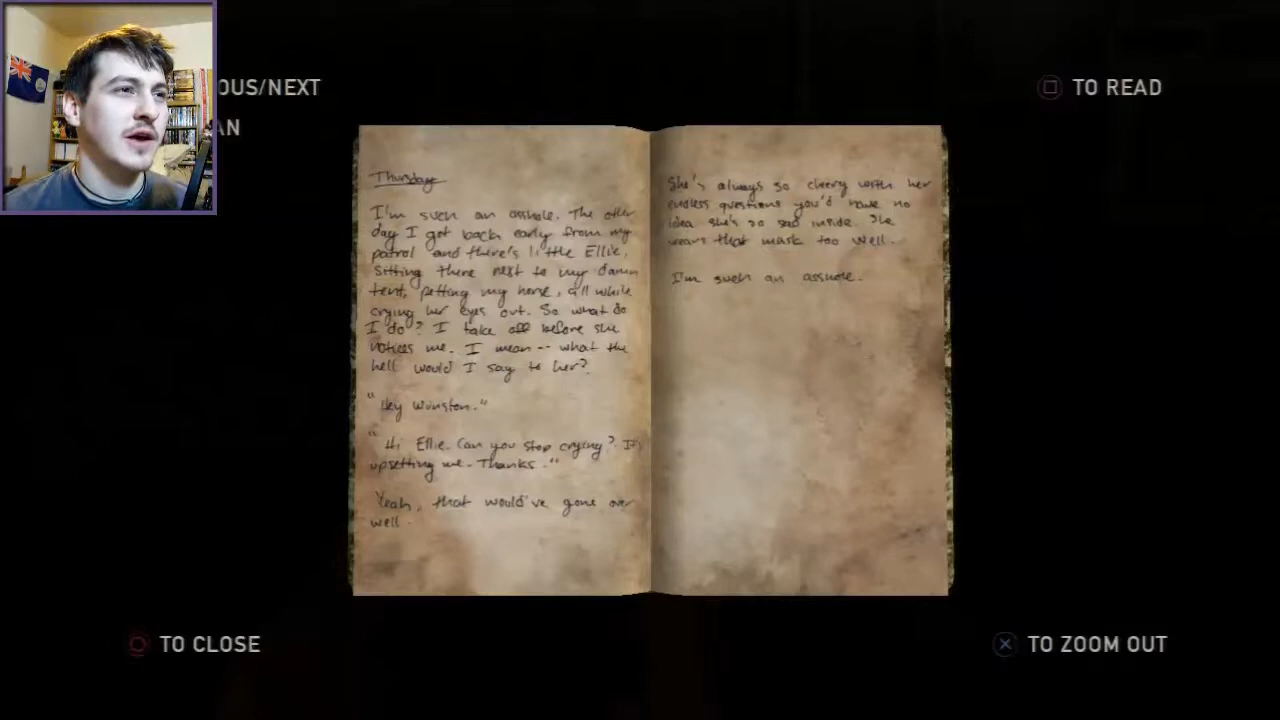 OUS/NEXT
AN
TO READ
Thursday
I'm such an asshole. The other
day I got back early from my
patrol and there's little Ellie,
sitting there next to my damn
tent, petting my horse, all while
crying her eyes out. So what do
I do? I take off before she
notices me. I mean -- what the
hell would I say to her?
"Hey Winston."
"Hi Ellie. Can you stop crying? It's
upsetting me. Thanks."
Yeah, that would've gone over
well.
She's always so cheery with her
endless questions you'd have no
idea she's so sad inside. She
wears that mask too well.
I'm such an asshole.
TO CLOSE
TO ZOOM OUT